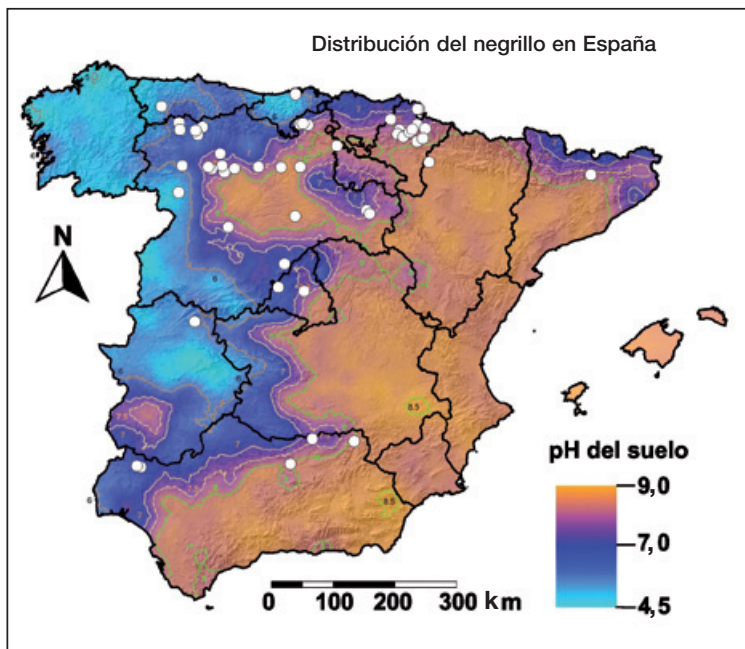 Distribución del negrillo en España
N
8.5
8.5
pH del suelo
9,0
7,0
4,5
0 100 200 300 km